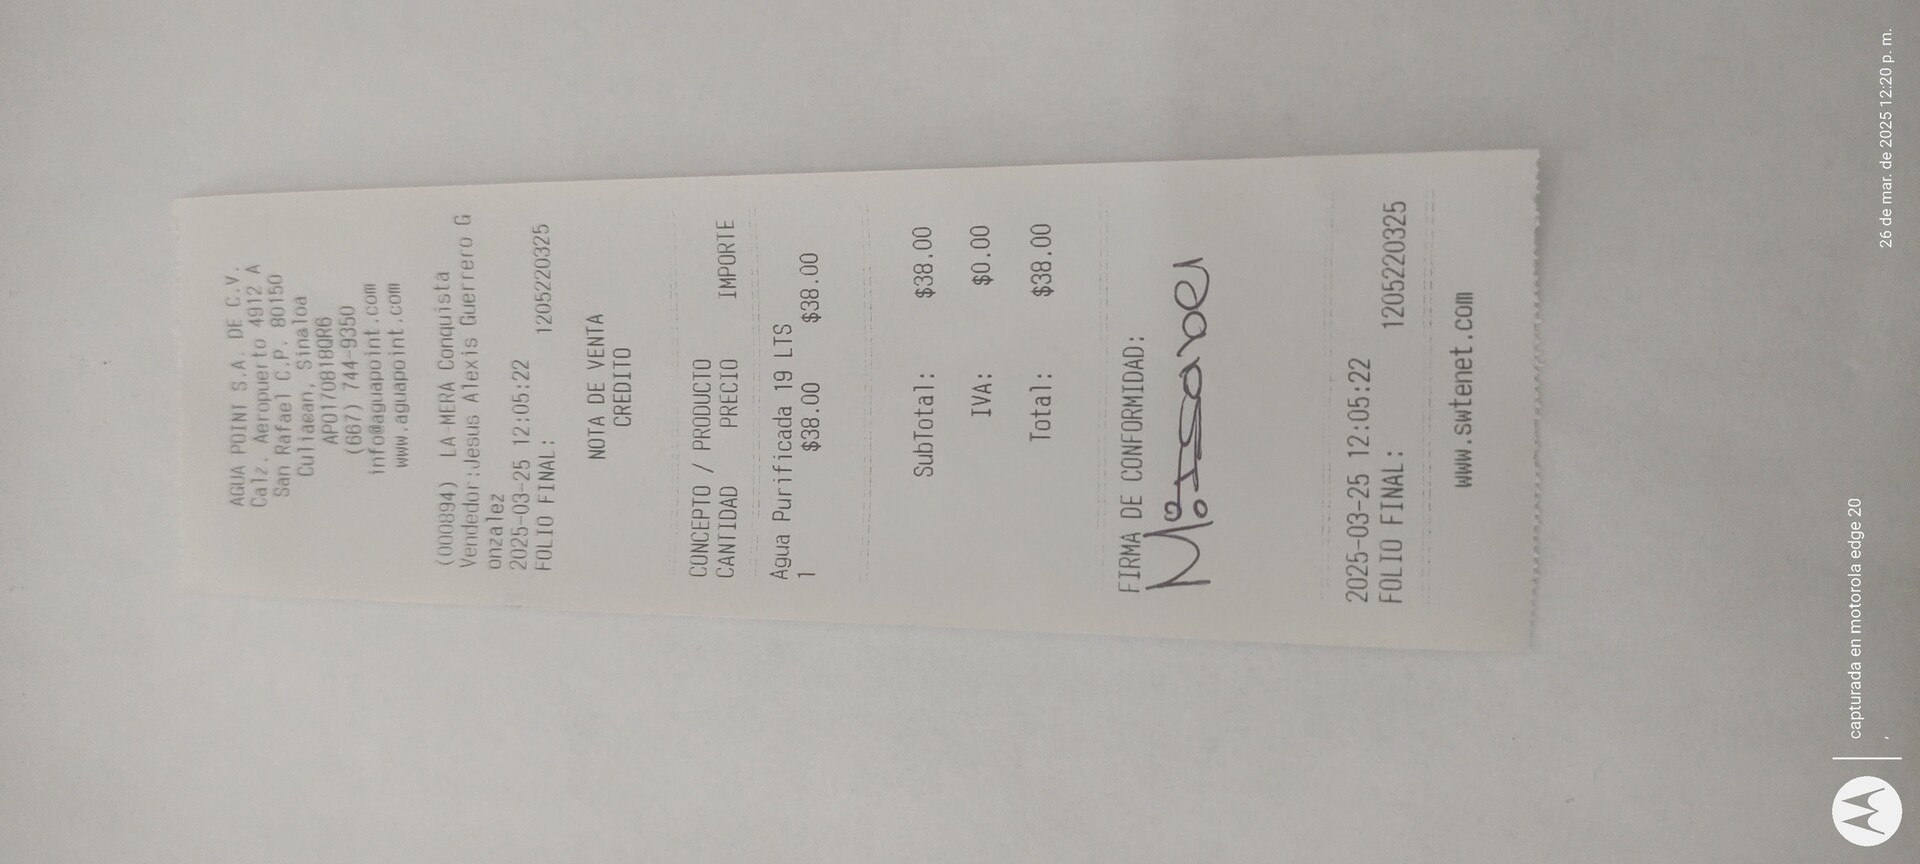 AGUA POINT S.A. DE C.V.
Calz. Aeropuerto 4912 A
San Rafael C.P. 80150
Culiacan, Sinaloa
APO170818QR6
(667) 744-9350
info@aguapoint.com
www.aguapoint.com
(000894) LA-MERA Conquista
Vendedor:Jesus Alexis Guerrero G
onzalez
2025-03-25 12:05:22
FOLIO FINAL: 1205220325
NOTA DE VENTA
CREDITO
CONCEPTO / PRODUCTO
CANTIDAD PRECIO IMPORTE
Agua Purificada 19 LTS
1 $38.00 $38.00
SubTotal: $38.00
IVA: $0.00
Total: $38.00
FIRMA DE CONFORMIDAD:
2025-03-25 12:05:22
FOLIO FINAL: 1205220325
www.swtenet.com
capturada en motorola edge 20
26 de mar. de 2025 12:20 p. m.